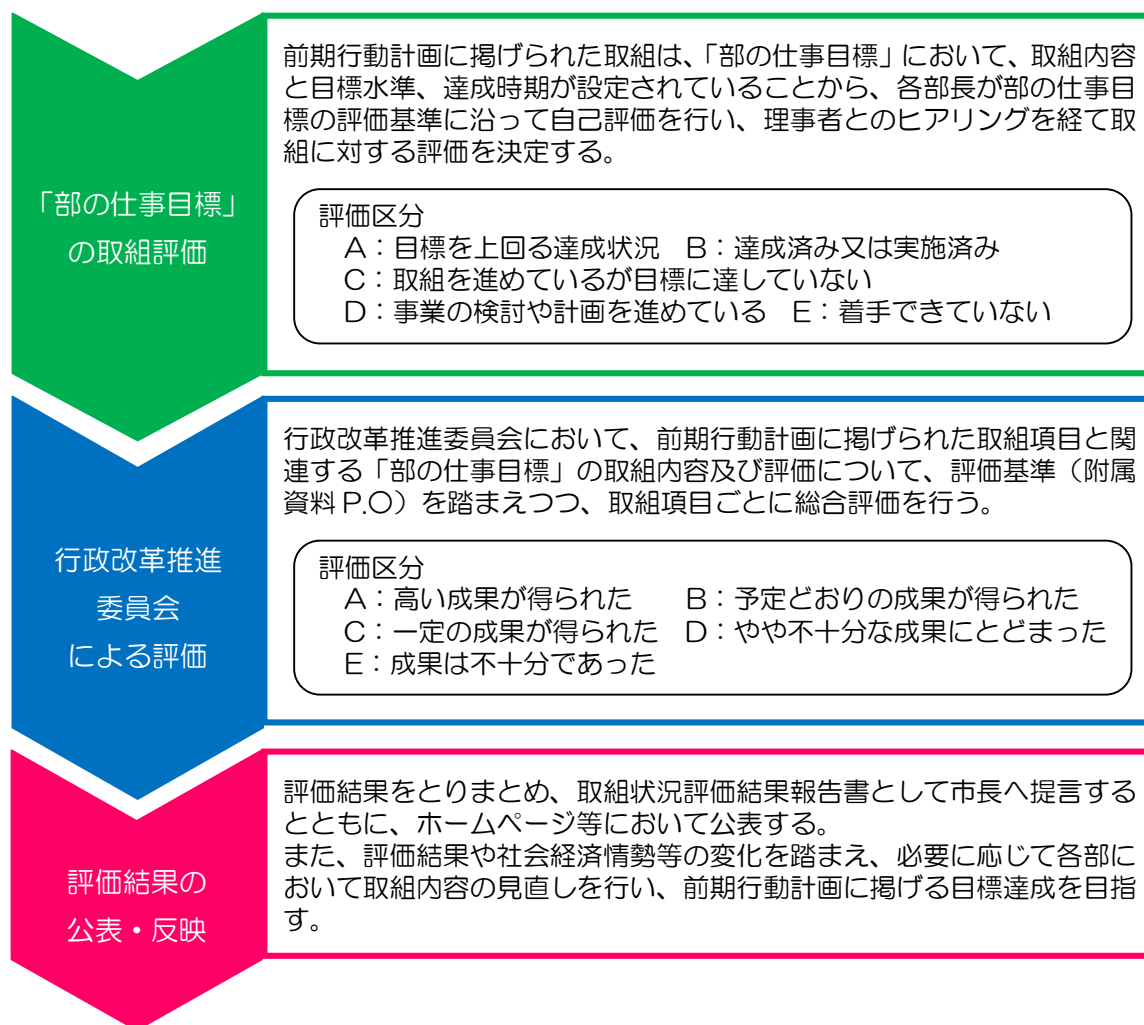 「部の仕事目標」
の取組評価
前期行動計画に掲げられた取組は、「部の仕事目標」において、取組内容
と目標水準、達成時期が設定されていることから、各部長が部の仕事目
標の評価基準に沿って自己評価を行い、理事者とのヒアリングを経て取
組に対する評価を決定する。
評価区分
A：目標を上回る達成状況　B：達成済み又は実施済み
C：取組を進めているが目標に達していない
D：事業の検討や計画を進めている　E：着手できていない
行政改革推進
委員会
による評価
行政改革推進委員会において、前期行動計画に掲げられた取組項目と関
連する「部の仕事目標」の取組内容及び評価について、評価基準（附属
資料 P.〇）を踏まえつつ、取組項目ごとに総合評価を行う。
評価区分
A：高い成果が得られた　　B：予定どおりの成果が得られた
C：一定の成果が得られた　D：やや不十分な成果にとどまった
E：成果は不十分であった
評価結果の
公表・反映
評価結果をとりまとめ、取組状況評価結果報告書として市長へ提言する
とともに、ホームページ等において公表する。
また、評価結果や社会経済情勢等の変化を踏まえ、必要に応じて各部に
おいて取組内容の見直しを行い、前期行動計画に掲げる目標達成を目指
す。